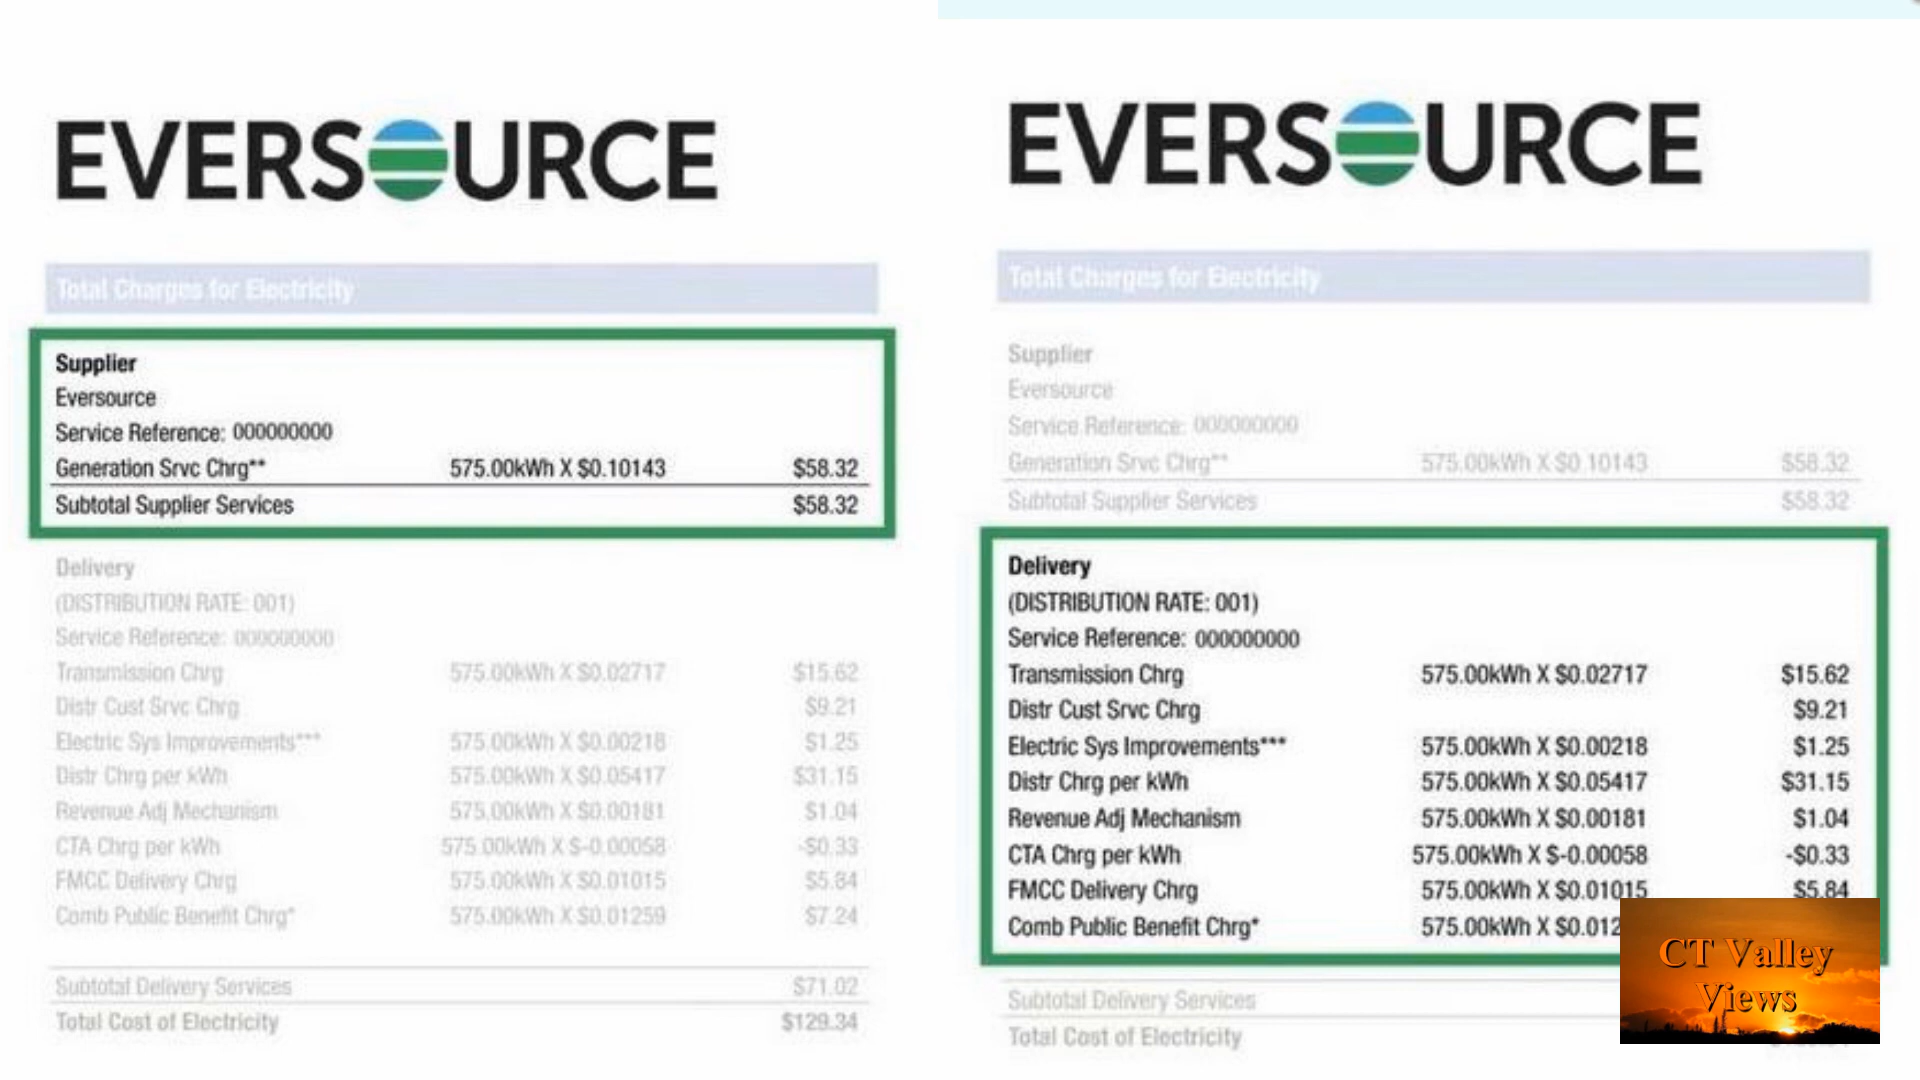 EVERSOURCE
Total Charges for Electricity
Supplier
Eversource
Service Reference: 000000000
Generation Srvc Chrg** 575.00kWh X $0.10143 $58.32
Subtotal Supplier Services $58.32
Delivery
(DISTRIBUTION RATE: 001)
Service Reference: 000000000
Transmission Chrg 575.00kWh X $0.02717 $15.62
Distr Cust Srvc Chrg $9.21
Electric Sys Improvements*** 575.00kWh X $0.00218 $1.25
Distr Chrg per kWh 575.00kWh X $0.05417 $31.15
Revenue Adj Mechanism 575.00kWh X $0.00181 $1.04
CTA Chrg per kWh 575.00kWh X $-0.00058 -$0.33
FMCC Delivery Chrg 575.00kWh X $0.01015 $5.84
Comb Public Benefit Chrg* 575.00kWh X $0.01259 $7.24
Subtotal Delivery Services $71.02
Total Cost of Electricity $129.34
EVERSOURCE
Total Charges for Electricity
Supplier
Eversource
Service Reference: 000000000
Generation Srvc Chrg** 575.00kWh X $0.10143 $58.32
Subtotal Supplier Services $58.32
Delivery
(DISTRIBUTION RATE: 001)
Service Reference: 000000000
Transmission Chrg 575.00kWh X $0.02717 $15.62
Distr Cust Srvc Chrg $9.21
Electric Sys Improvements*** 575.00kWh X $0.00218 $1.25
Distr Chrg per kWh 575.00kWh X $0.05417 $31.15
Revenue Adj Mechanism 575.00kWh X $0.00181 $1.04
CTA Chrg per kWh 575.00kWh X $-0.00058 -$0.33
FMCC Delivery Chrg 575.00kWh X $0.01015 $5.84
Comb Public Benefit Chrg* 575.00kWh X $0.012
Subtotal Delivery Services
Total Cost of Electricity
CT Valley
Views